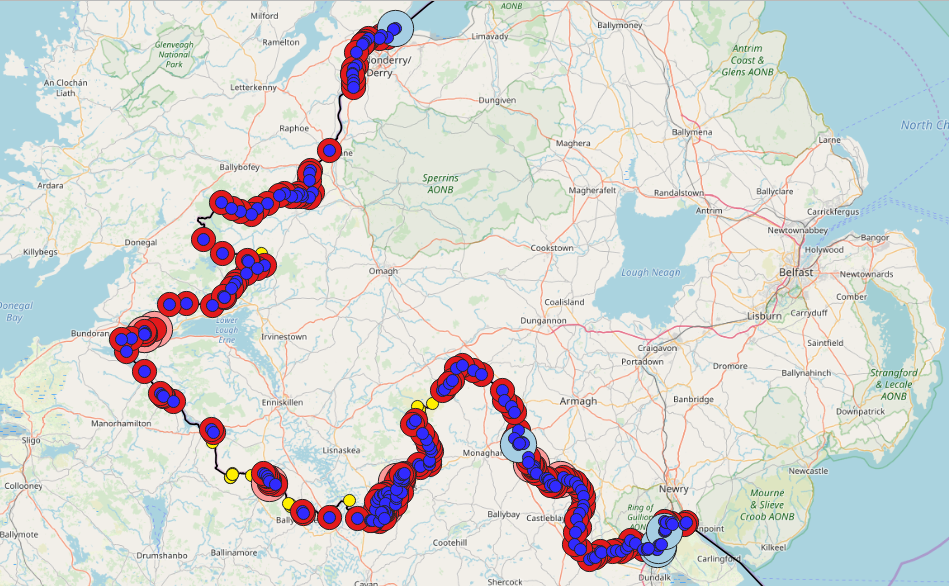 AONB
Milford
Ballymoney
Limavady
Ramelton
Glenveagh
National
Park
Antrim
Coast &
Glens AONB
Derry
An Clochán
Liath
Letterkenny
Dungiven
Raphoe
Ballymena
North Ch
Maghera
Larne
Ballybofey
Sperrins
AONB
Ardara
Magherafelt
Randalstown
Ballyclare
Antrim
Carrickfergus
Newtownabbey
Donegal
Killybegs
Cookstown
Bangor
Holywood
Omagh
Lough Neagh
Belfast
Newtownards
Donegal
Bay
Coalisland
Comber
Lower
Lough
Erne
Dungannon
Lisburn
Carryduff
Bundoran
Irvinestown
Craigavon
Portadown
Saintfield
Dromore
Ballynahinch
Strangford
& Lecale
AONB
Enniskillen
Armagh
Banbridge
Downpatrick
Manorhamilton
Sligo
Lisnaskea
Monaghan
Newcastle
Collooney
Newry
Mourne
& Slieve
Croob AONB
Ring of
Gullion
AONB
Ballybay
Castleblay
npoint
Ballymote
Drumshanbo
Ballinamore
Cootehill
Kilkeel
Carlingford
Dundalk
Cavan
Shercock